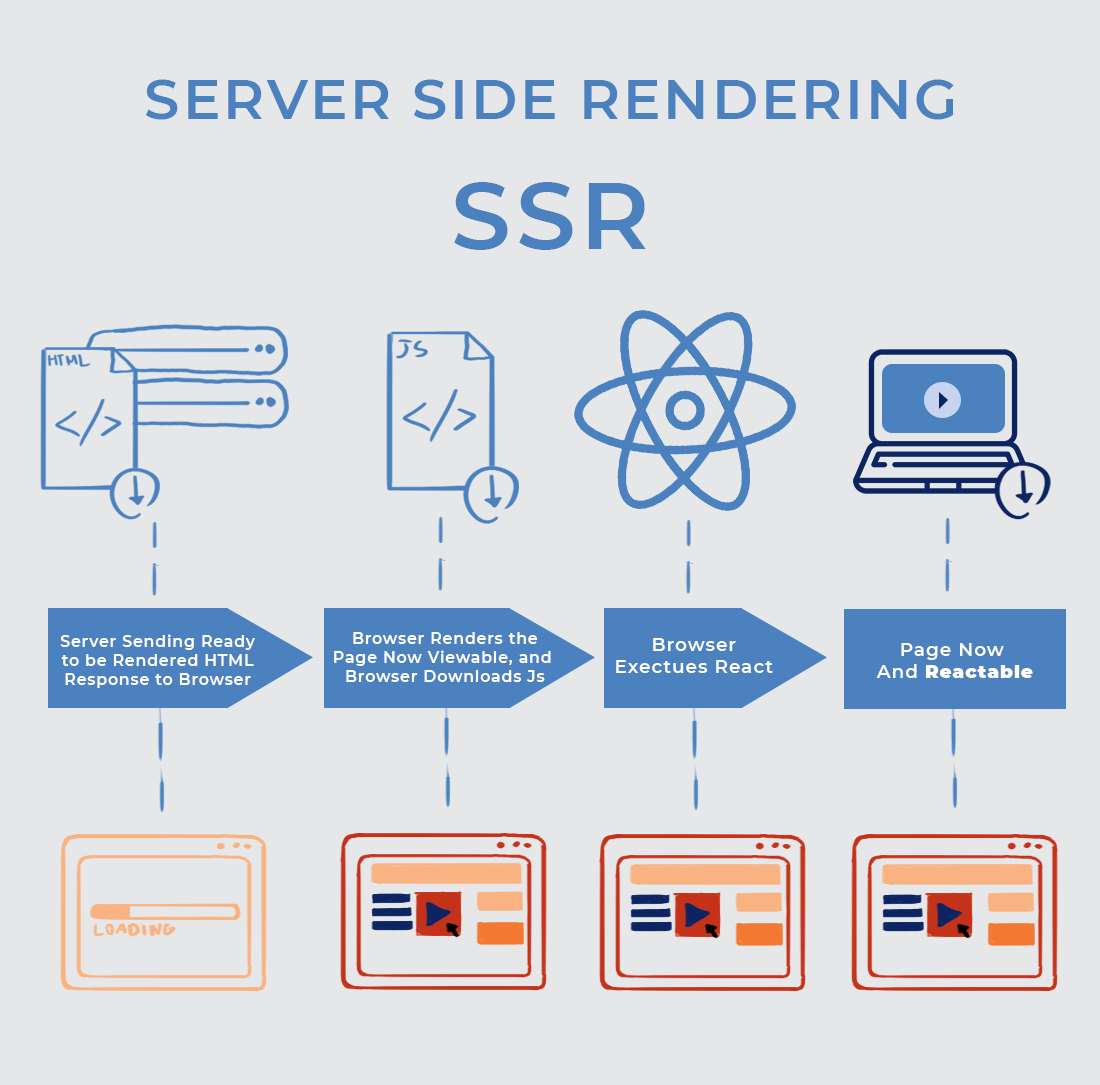 SERVER SIDE RENDERING
SSR
HTML
</>
JS
</>
Server Sending Ready
to be Rendered HTML
Response to Browser
Browser Renders the
Page Now Viewable, and
Browser Downloads Js
Browser
Exectues React
Page Now
And Reactable
LOADING